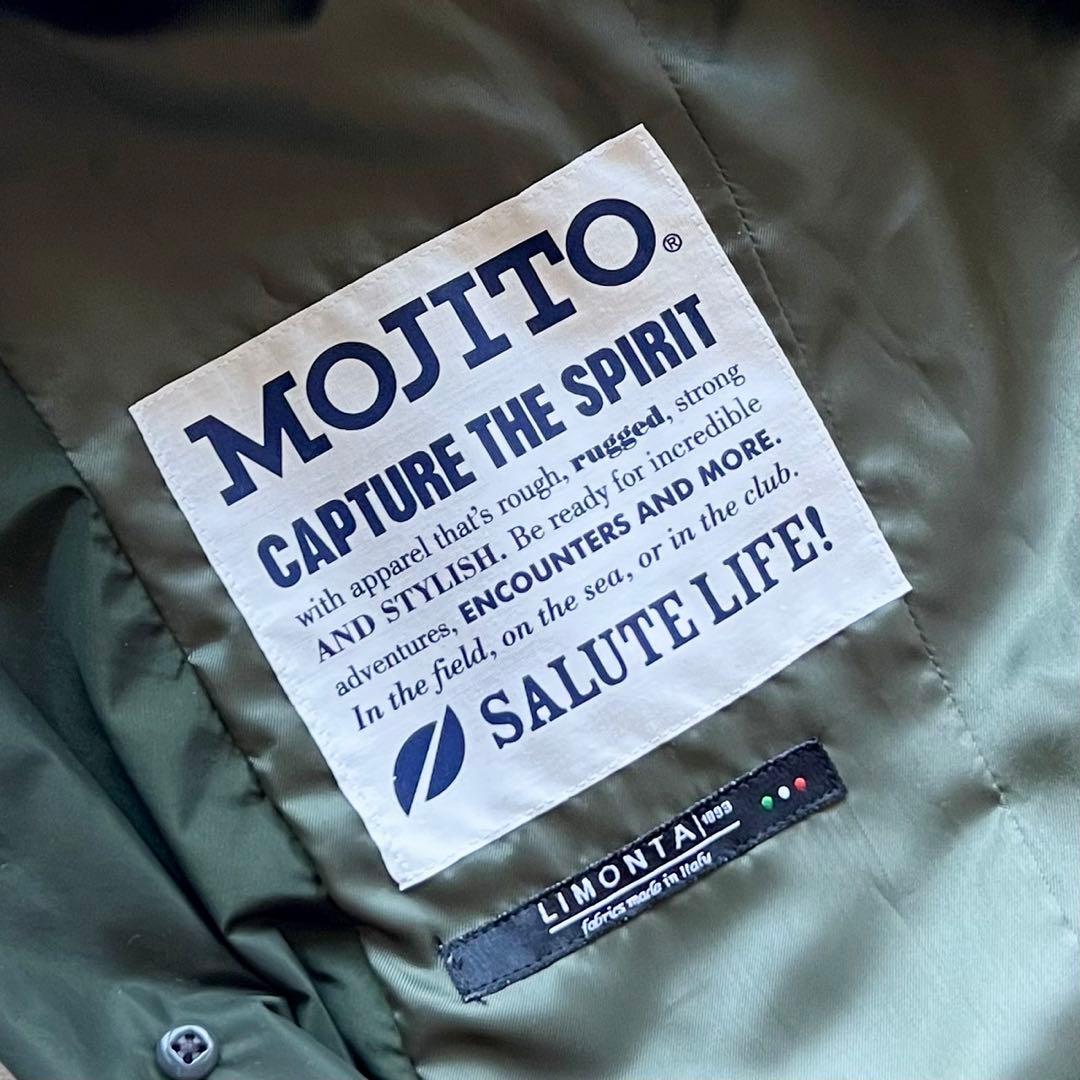 MOJITO®
CAPTURE THE SPIRIT
with apparel that's rough, rugged, strong
AND STYLISH. Be ready for incredible
adventures, ENCOUNTERS AND MORE.
In the field, on the sea, or in the club.
SALUTE LIFE!
LIMONTA|1893
fabrics made in Italy